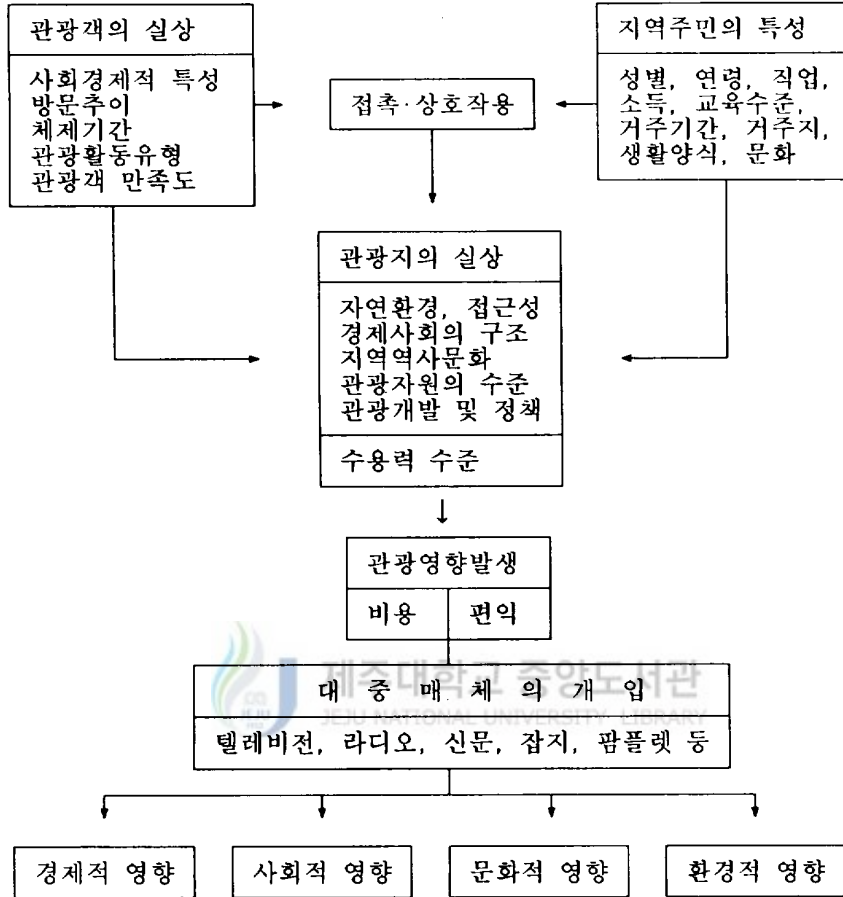 관광객의 실상
사회경제적 특성
방문추이
체제기간
관광활동유형
관광객 만족도
접촉·상호작용
지역주민의 특성
성별, 연령, 직업,
소득, 교육수준,
거주기간, 거주지,
생활양식, 문화
관광지의 실상
자연환경, 접근성
경제사회의 구조
지역역사문화
관광자원의 수준
관광개발 및 정책
수용력 수준
관광영향발생
비용 편익
대중매체의 개입
제주대학교 중앙도서관
JEJU NATIONAL UNIVERSITY LIBRARY
텔레비전, 라디오, 신문, 잡지, 팜플렛 등
경제적 영향
사회적 영향
문화적 영향
환경적 영향